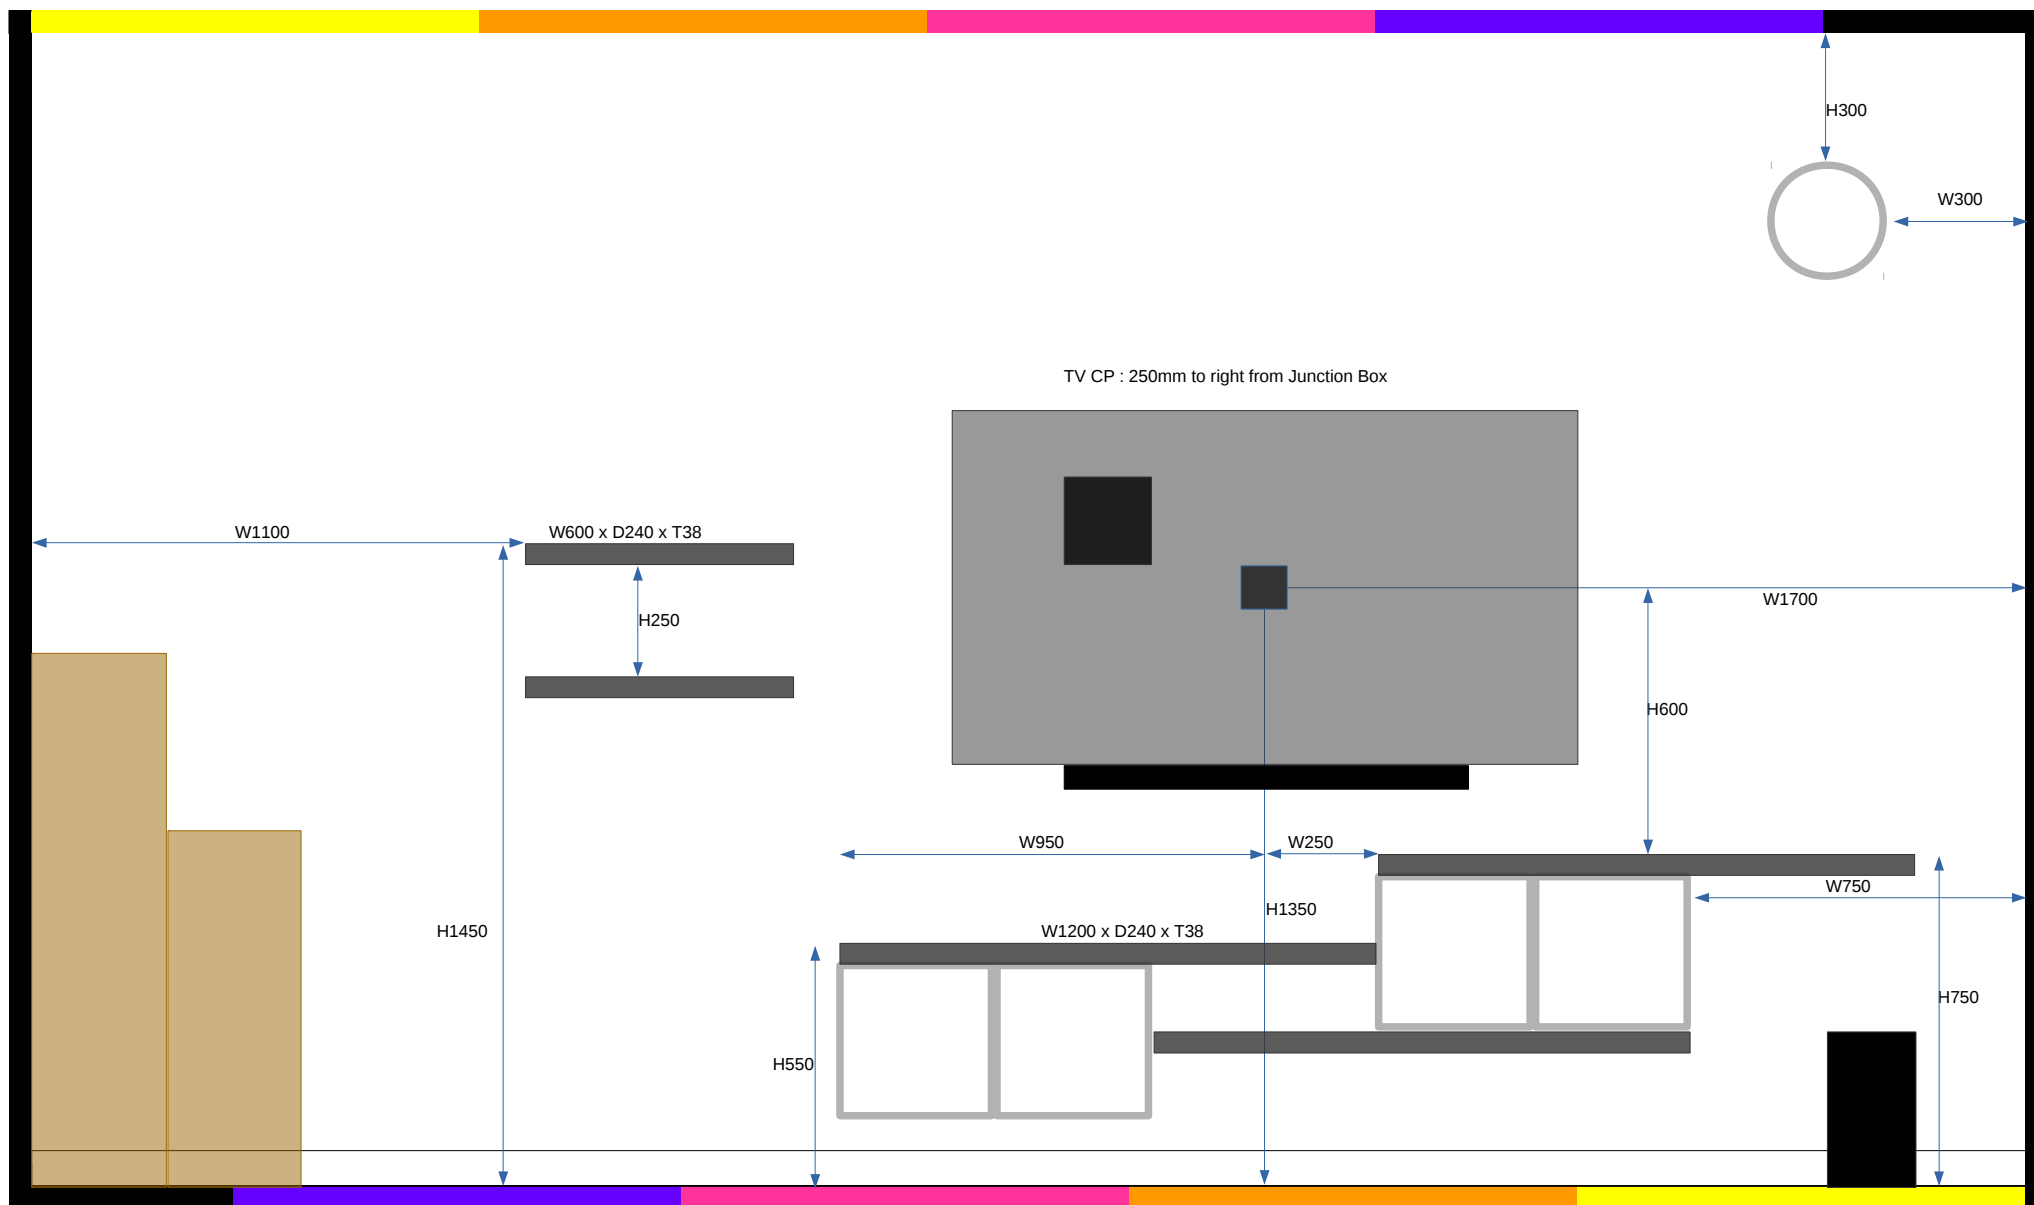 H300
W300
TV CP : 250mm to right from Junction Box
W1100
W600 x D240 x T38
H250
W1700
H600
W950
W250
W750
H1350
H1450
W1200 x D240 x T38
H750
H550